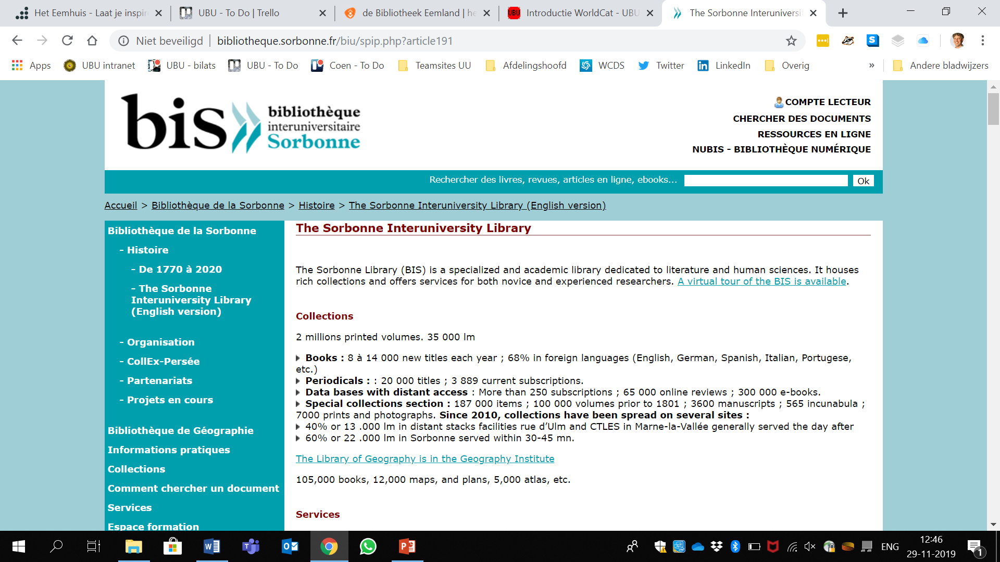 Het Eemhuis - Laat je inspir
UBU - To Do | Trello
de Bibliotheek Eemland | he
UBU
Introductie WorldCat - UBU
The Sorbonne Interuniversi
Niet beveiligd
bibliotheque.sorbonne.fr/biu/spip.php?article191
Apps
UBU intranet
UBU - bilats
UBU - To Do
Coen - To Do
Teamsites UU
Afdelingshoofd
WCDS
Twitter
LinkedIn
Overig
»
Andere bladwijzers
bis
bibliothèque
interuniversitaire
Sorbonne
COMPTE LECTEUR
CHERCHER DES DOCUMENTS
RESSOURCES EN LIGNE
NUBIS - BIBLIOTHÈQUE NUMÉRIQUE
Rechercher des livres, revues, articles en ligne, ebooks...
Ok
Accueil > Bibliothèque de la Sorbonne > Histoire > The Sorbonne Interuniversity Library (English version)
Bibliothèque de la Sorbonne
- Histoire
- De 1770 à 2020
- The Sorbonne
Interuniversity Library
(English version)
- Organisation
- CollEx-Persée
- Partenariats
- Projets en cours
Bibliothèque de Géographie
Informations pratiques
Collections
Comment chercher un document
Services
Espace formation
The Sorbonne Interuniversity Library
The Sorbonne Library (BIS) is a specialized and academic library dedicated to literature and human sciences. It houses
rich collections and offers services for both novice and experienced researchers. A virtual tour of the BIS is available.
Collections
2 millions printed volumes. 35 000 lm
Books : 8 à 14 000 new titles each year ; 68% in foreign languages (English, German, Spanish, Italian, Portugese,
etc.)
Periodicals : : 20 000 titles ; 3 889 current subscriptions.
Data bases with distant access : More than 250 subscriptions ; 65 000 online reviews ; 300 000 e-books.
Special collections section : 187 000 items ; 100 000 volumes prior to 1801 ; 3600 manuscripts ; 565 incunabula ;
7000 prints and photographs. Since 2010, collections have been spread on several sites :
40% or 13 .000 lm in distant stacks facilities rue d'Ulm and CTLES in Marne-la-Vallée generally served the day after
60% or 22 .000 lm in Sorbonne served within 30-45 mn.
The Library of Geography is in the Geography Institute
105,000 books, 12,000 maps, and plans, 5,000 atlas, etc.
Services
ENG
12:46
29-11-2019
1